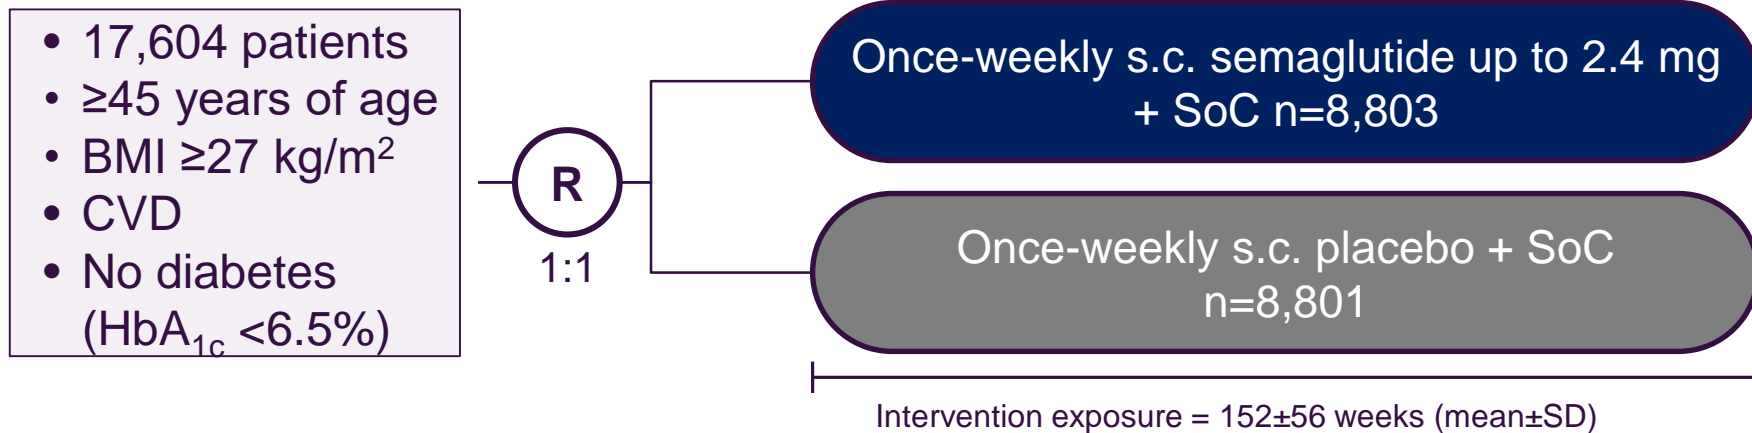 • 17,604 patients
• ≥45 years of age
• BMI ≥27 kg/m²
• CVD
• No diabetes
(HbA₁c <6.5%)
R
1:1
Once-weekly s.c. semaglutide up to 2.4 mg
+ SoC n=8,803
Once-weekly s.c. placebo + SoC
n=8,801
Intervention exposure = 152±56 weeks (mean±SD)